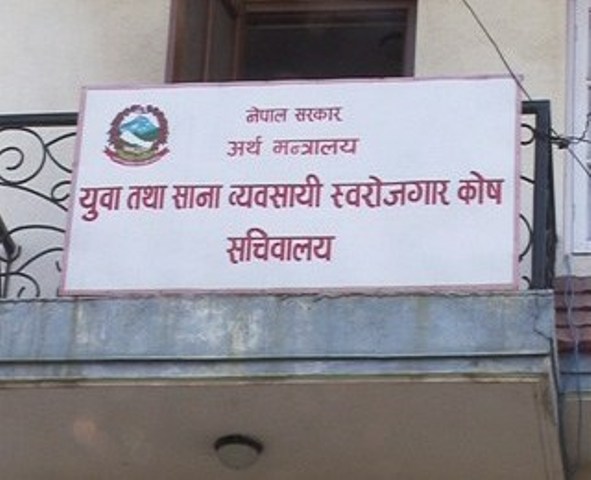 नेपाल सरकार
अर्थ मन्त्रालय
युवा तथा साना व्यवसायी स्वरोजगार कोष
सचिवालय